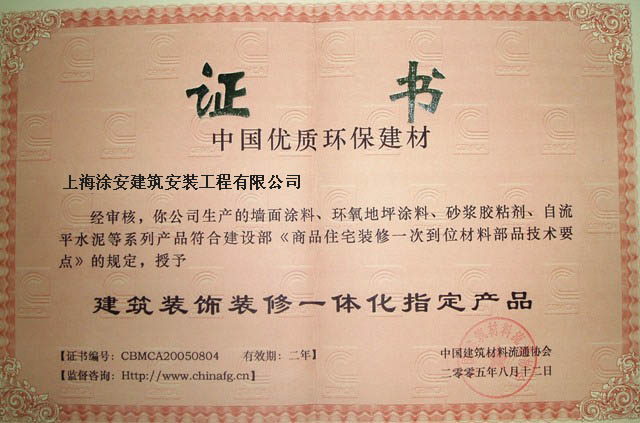 证书
中国优质环保建材
上海涂安建筑安装工程有限公司
经审核，你公司生产的墙面涂料、环氧地坪涂料、砂浆胶粘剂、自流
平水泥等系列产品符合建设部《商品住宅装修一次到位材料部品技术要
点》的规定，授予
建筑装饰装修一体化指定产品
【证书编号：CBMCA20050804 有效期：二年】
【监督咨询：Http://www.chinafg.cn】
中国建筑材料流通协会
二零零五年八月十二日